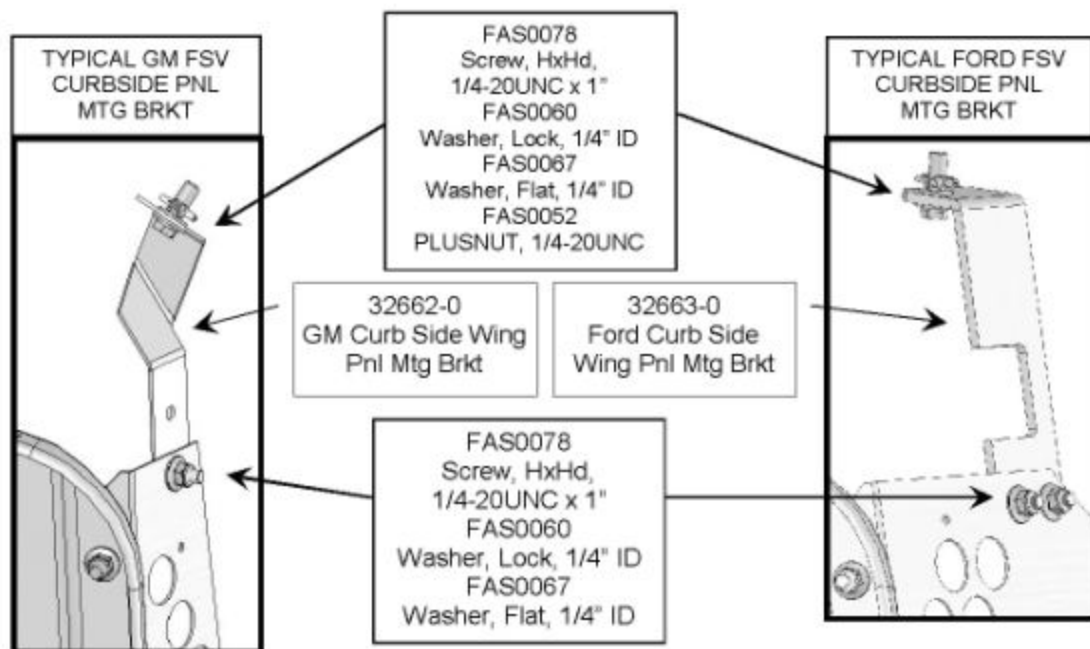 TYPICAL GM FSV
CURBSIDE PNL
MTG BRKT
FAS0078
Screw, HxHd,
1/4-20UNC x 1"
FAS0060
Washer, Lock, 1/4" ID
FAS0067
Washer, Flat, 1/4" ID
FAS0052
PLUSNUT, 1/4-20UNC
TYPICAL FORD FSV
CURBSIDE PNL
MTG BRKT
32662-0
GM Curb Side Wing
Pnl Mtg Brkt
32663-0
Ford Curb Side
Wing Pnl Mtg Brkt
FAS0078
Screw, HxHd,
1/4-20UNC x 1"
FAS0060
Washer, Lock, 1/4" ID
FAS0067
Washer, Flat, 1/4" ID